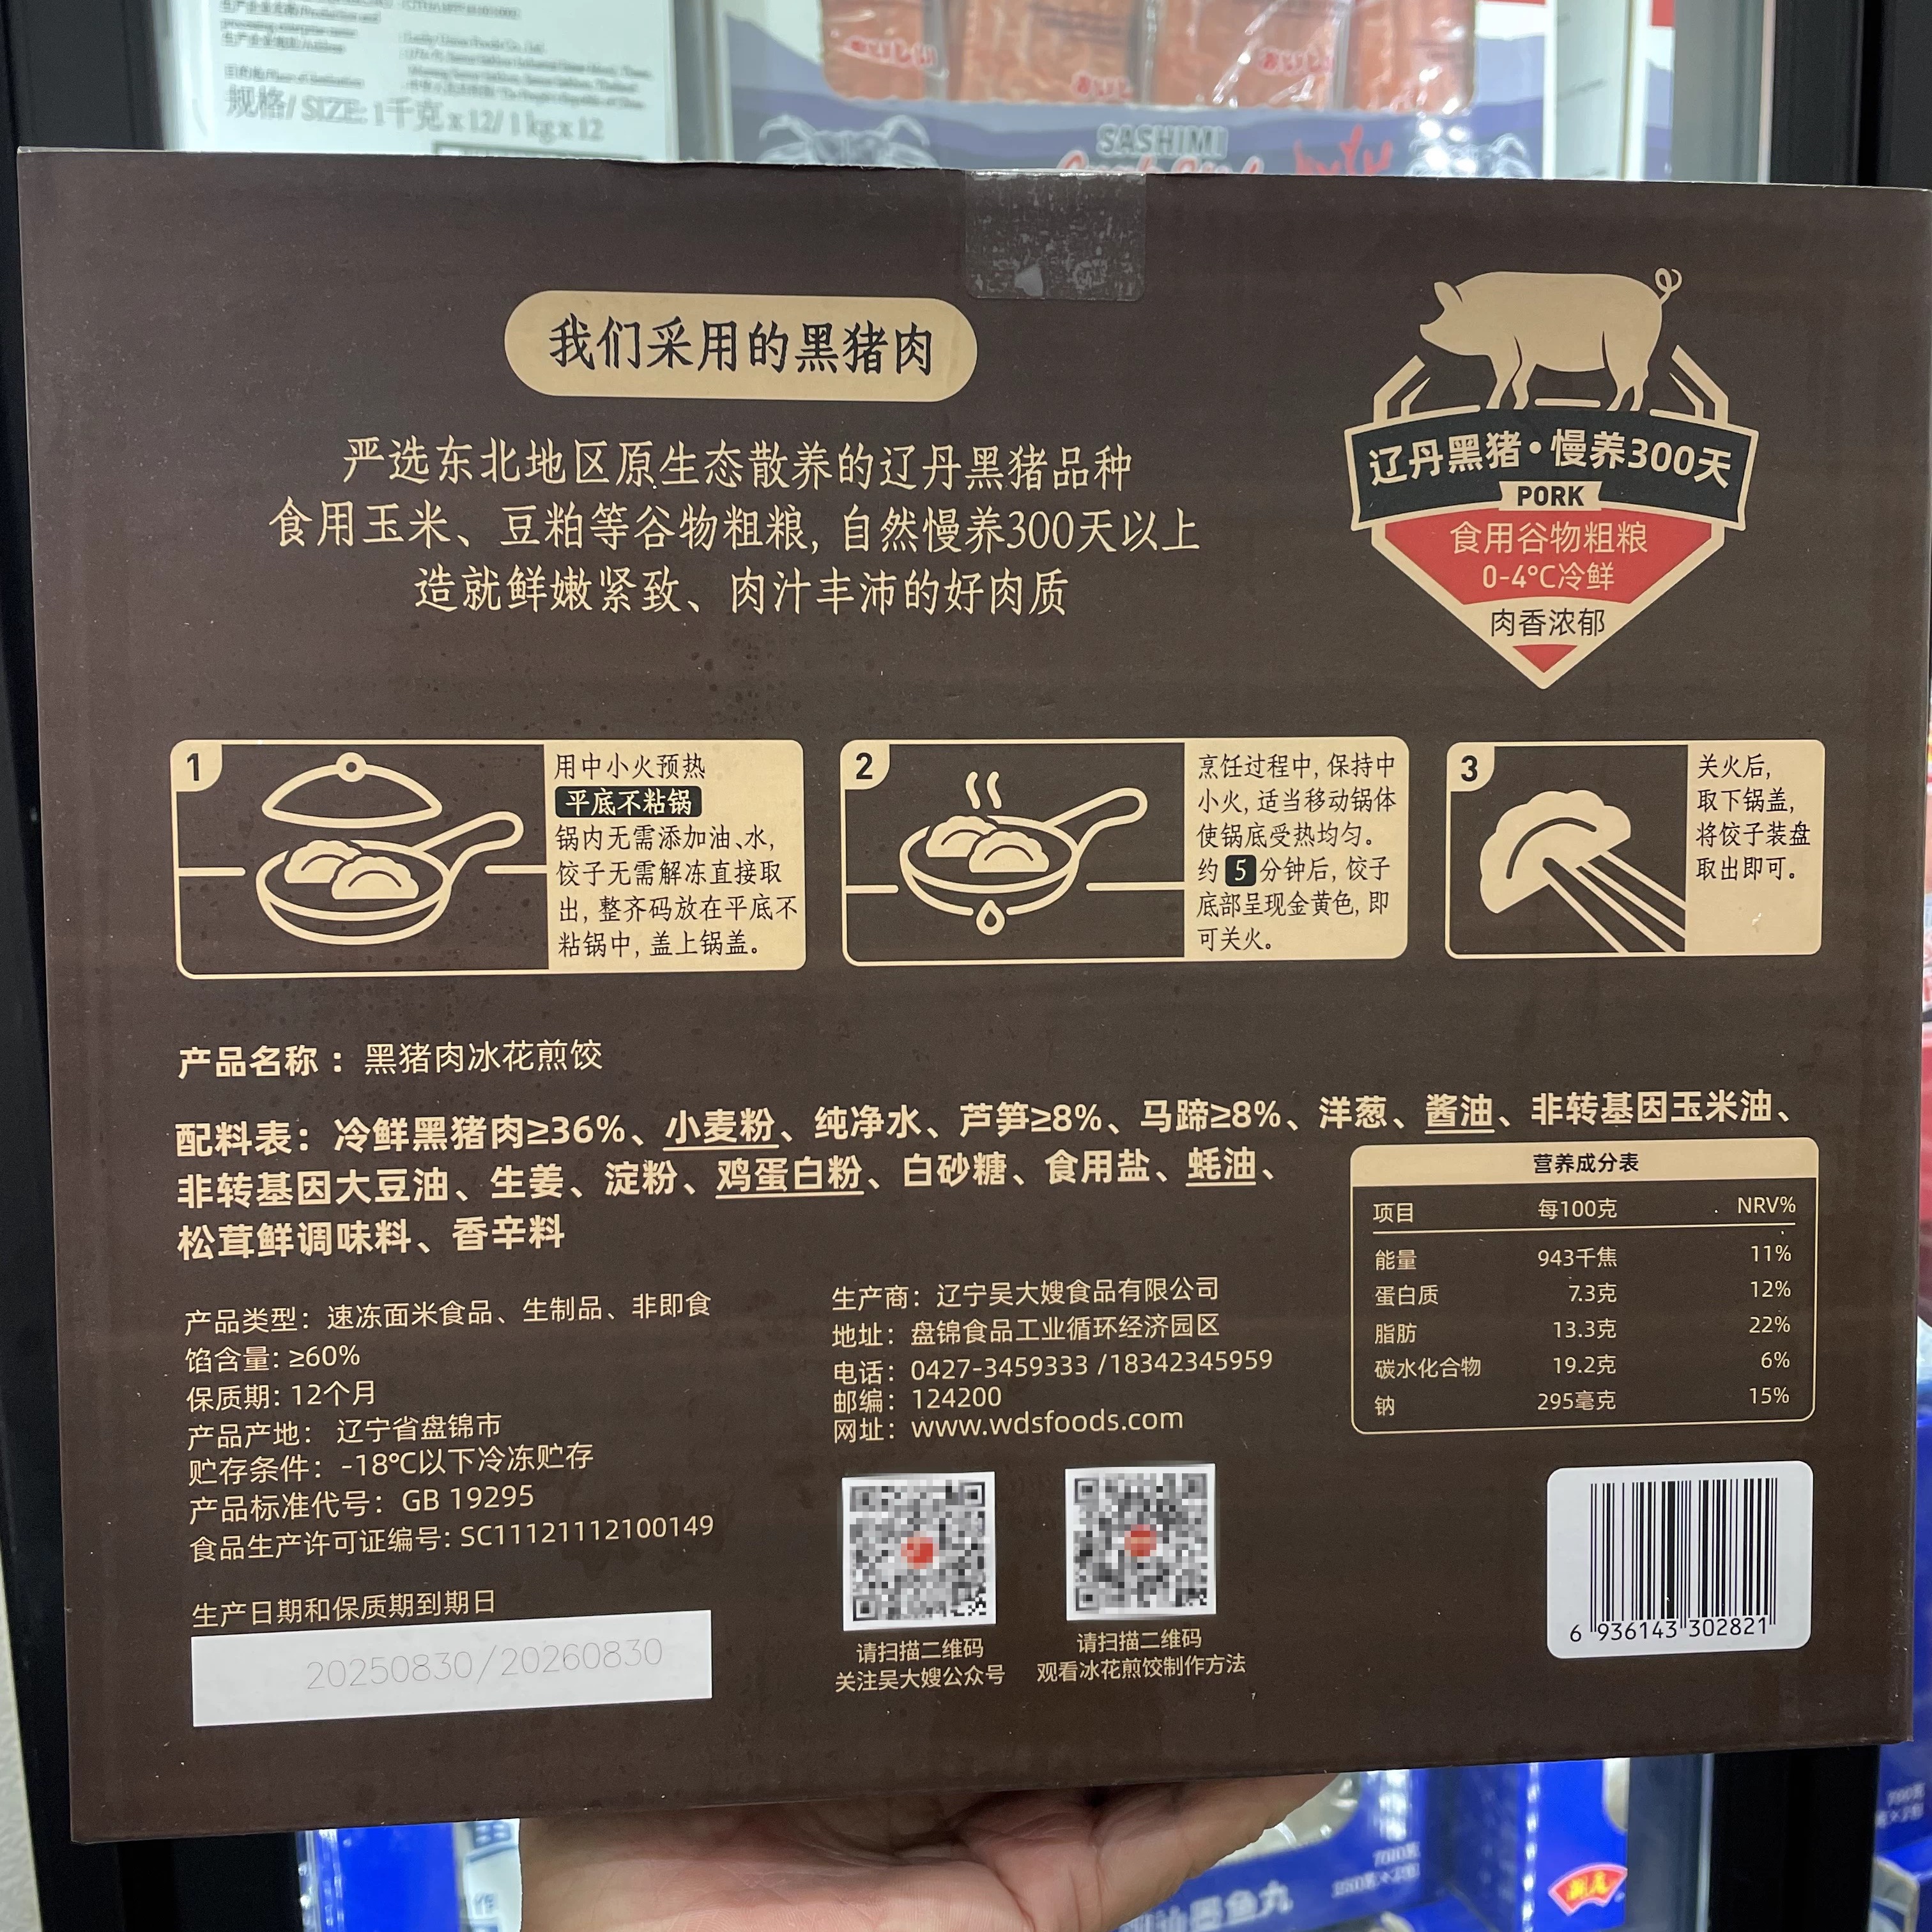 规格/ SIZE: 1千克 x 12/ 1 kg x 12
SASHIMI
我们采用的黑猪肉
严选东北地区原生态散养的辽丹黑猪品种
食用玉米、豆粕等谷物粗粮, 自然慢养300天以上
造就鲜嫩紧致、肉汁丰沛的好肉质
辽丹黑猪•慢养300天
PORK
食用谷物粗粮
0-4°C冷鲜
肉香浓郁
1
用中小火预热
平底不粘锅
锅内无需添加油、水,
饺子无需解冻直接取
出, 整齐码放在平底不
粘锅中, 盖上锅盖。
2
烹饪过程中, 保持中
小火, 适当移动锅体
使锅底受热均匀。
约 5 分钟后, 饺子
底部呈现金黄色, 即
可关火。
3
关火后,
取下锅盖,
将饺子装盘
取出即可。
产品名称 ： 黑猪肉冰花煎饺
配料表：冷鲜黑猪肉≥36%、小麦粉、纯净水、芦笋≥8%、马蹄≥8%、洋葱、酱油、非转基因玉米油、
非转基因大豆油、生姜、淀粉、鸡蛋白粉、白砂糖、食用盐、蚝油、
松茸鲜调味料、香辛料
产品类型：速冻面米食品、生制品、非即食
馅含量: ≥60%
保质期: 12个月
产品产地： 辽宁省盘锦市
贮存条件：-18℃以下冷冻贮存
产品标准代号：GB 19295
食品生产许可证编号: SC11121112100149
生产日期和保质期到期日
20250830/20260830
生产商：辽宁吴大嫂食品有限公司
地址：盘锦食品工业循环经济园区
电话：0427-3459333 /18342345959
邮编：124200
网址：www.wdsfoods.com
请扫描二维码
关注吴大嫂公众号
请扫描二维码
观看冰花煎饺制作方法
营养成分表
项目 每100克 NRV%
能量 943千焦 11%
蛋白质 7.3克 12%
脂肪 13.3克 22%
碳水化合物 19.2克 6%
钠 295毫克 15%
6 936143 302821